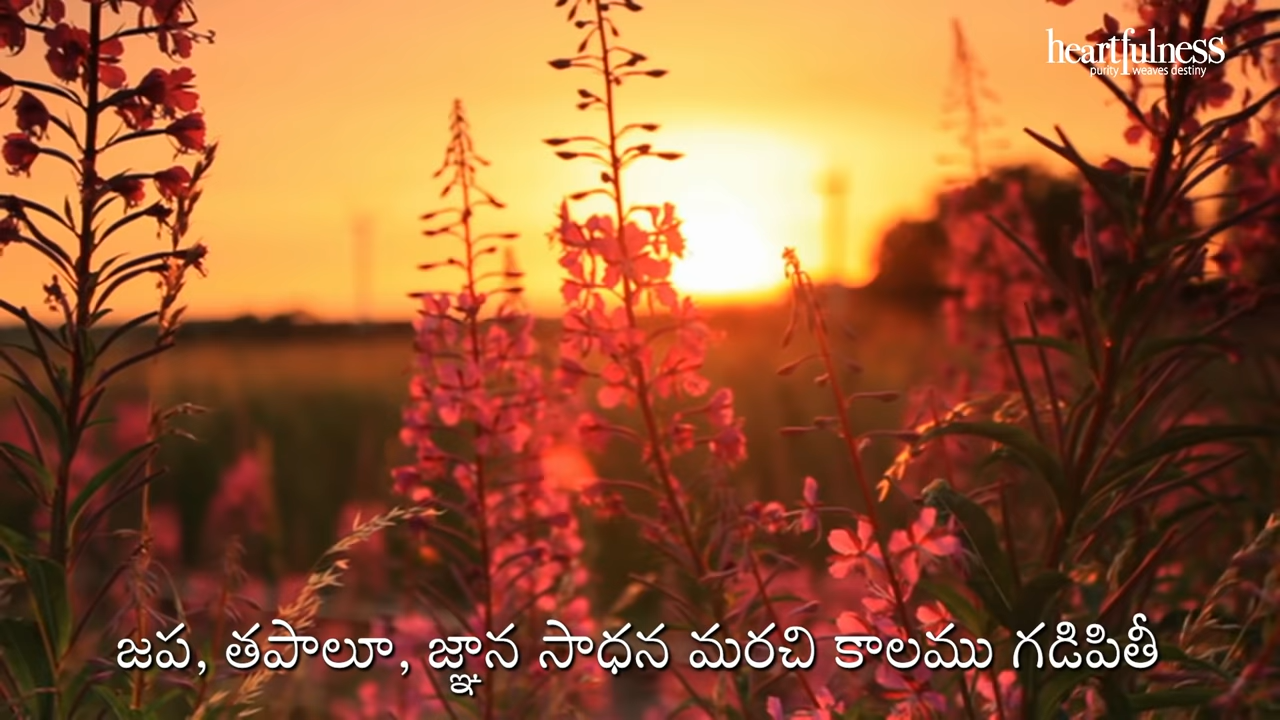 heartfulness
purity weaves destiny
జప, తపాలూ, జ్ఞాన సాధన మరచి కాలము గడిపితీ